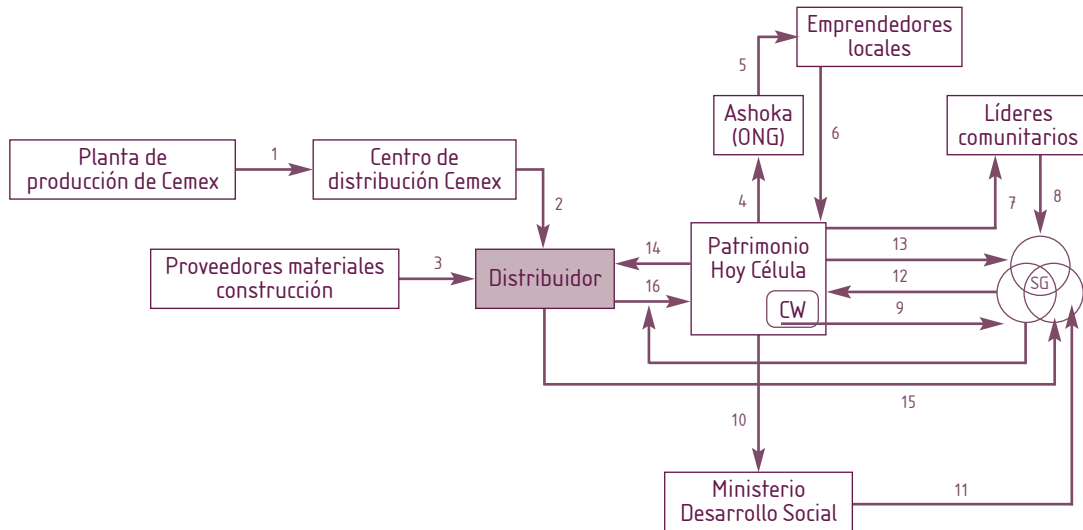 Emprendedores
locales
5
Ashoka
(ONG)
6
Líderes
comunitarios
Planta de
producción de Cemex
1
Centro de
distribución Cemex
2
4
7
8
Proveedores materiales
construcción
3
Distribuidor
14
16
Patrimonio
Hoy Célula
CW
13
12
9
SG
15
10
Ministerio
Desarrollo Social
11